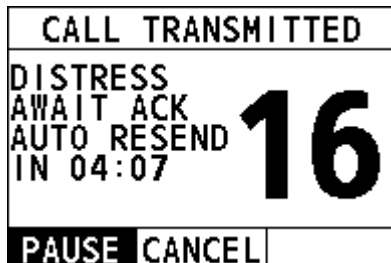 CALL TRANSMITTED
DISTRESS
AWAIT ACK
AUTO RESEND
IN 04:07
16
PAUSE CANCEL